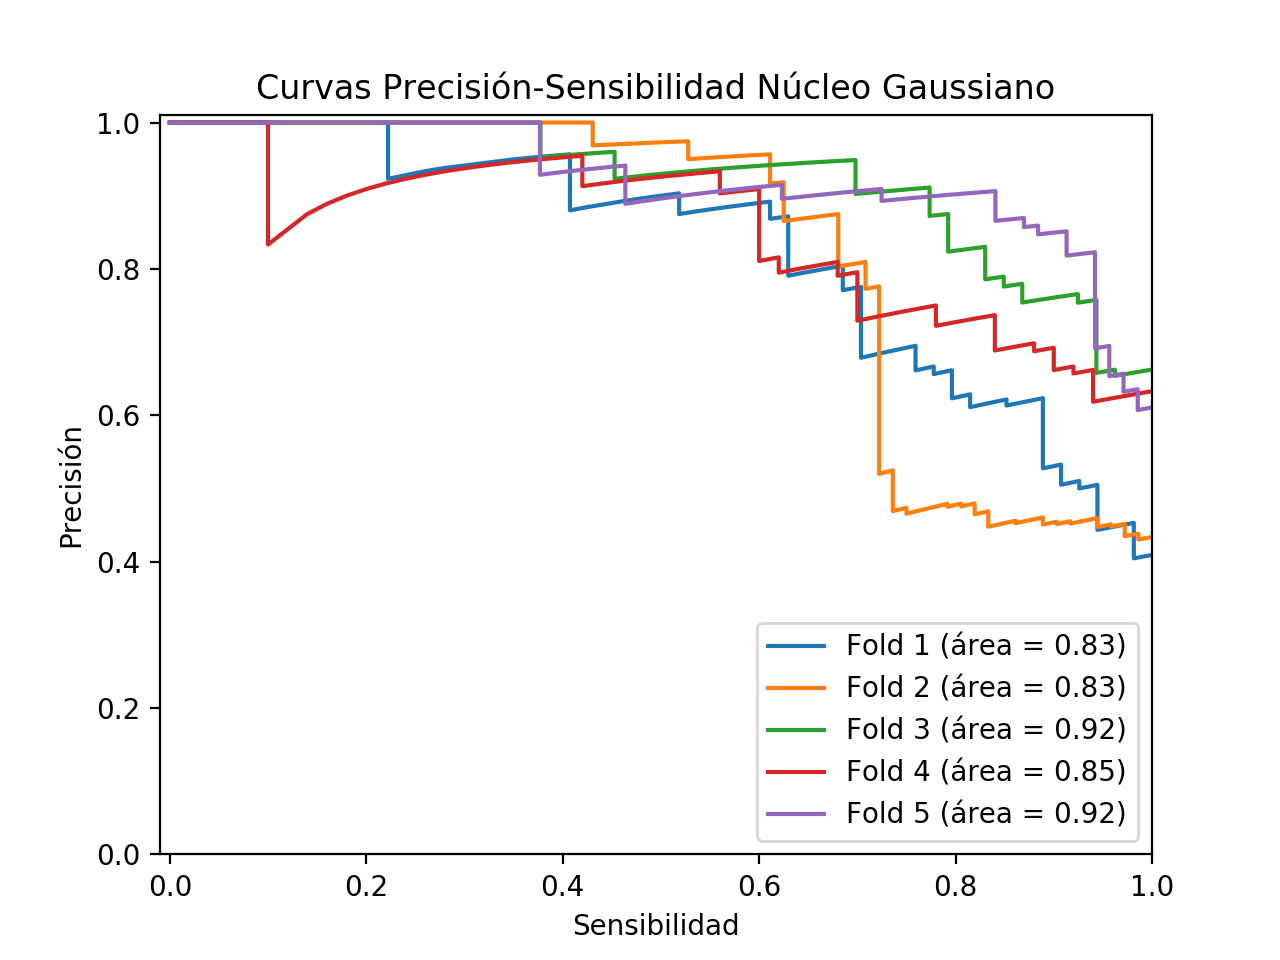 Curvas Precisión-Sensibilidad Núcleo Gaussiano
1.0
0.8
0.6
0.4
0.2
0.0
Precisión
0.0 0.2 0.4 0.6 0.8 1.0
Sensibilidad
Fold 1 (área = 0.83)
Fold 2 (área = 0.83)
Fold 3 (área = 0.92)
Fold 4 (área = 0.85)
Fold 5 (área = 0.92)